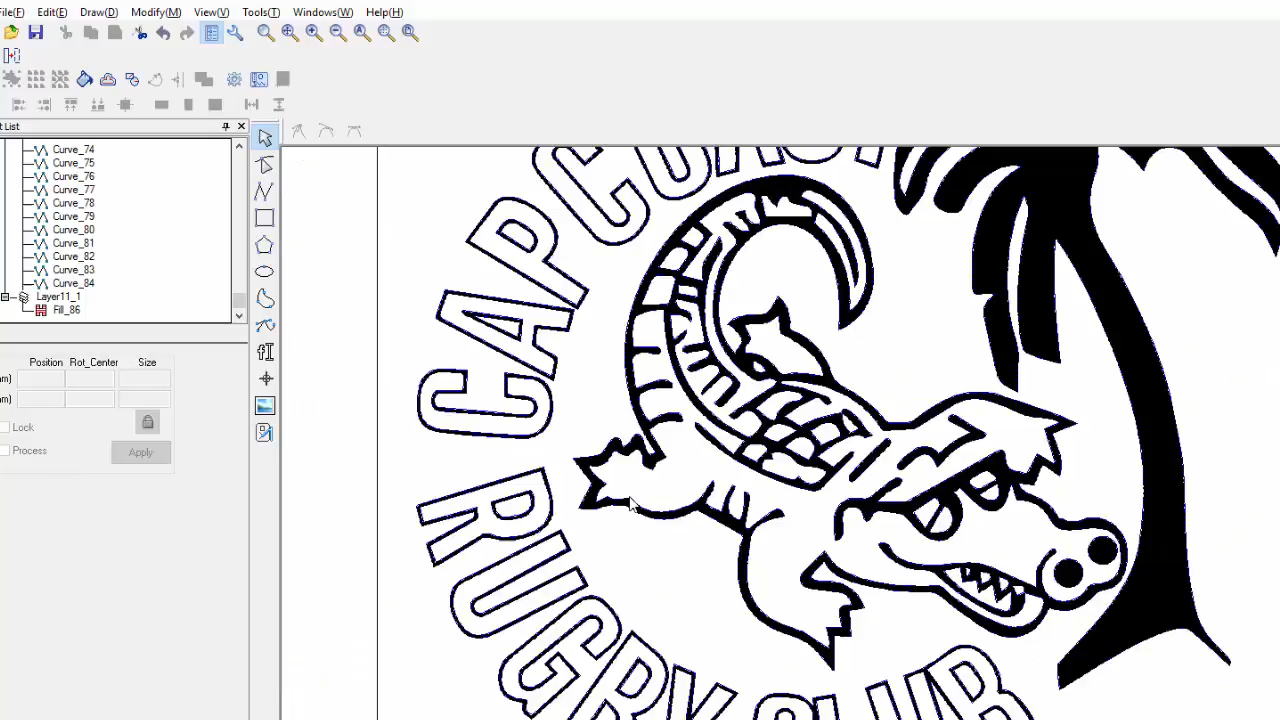 File(F) Edit(E) Draw(D) Modify(M) View(V) Tools(T) Windows(W) Help(H)
t List
Curve_74
Curve_75
Curve_76
Curve_77
Curve_78
Curve_79
Curve_80
Curve_81
Curve_82
Curve_83
Curve_84
Layer11_1
Fill_86
Position Rot_Center Size
m)
m)
Lock
Process
Apply
CAP COAST
RUGBY CLUB